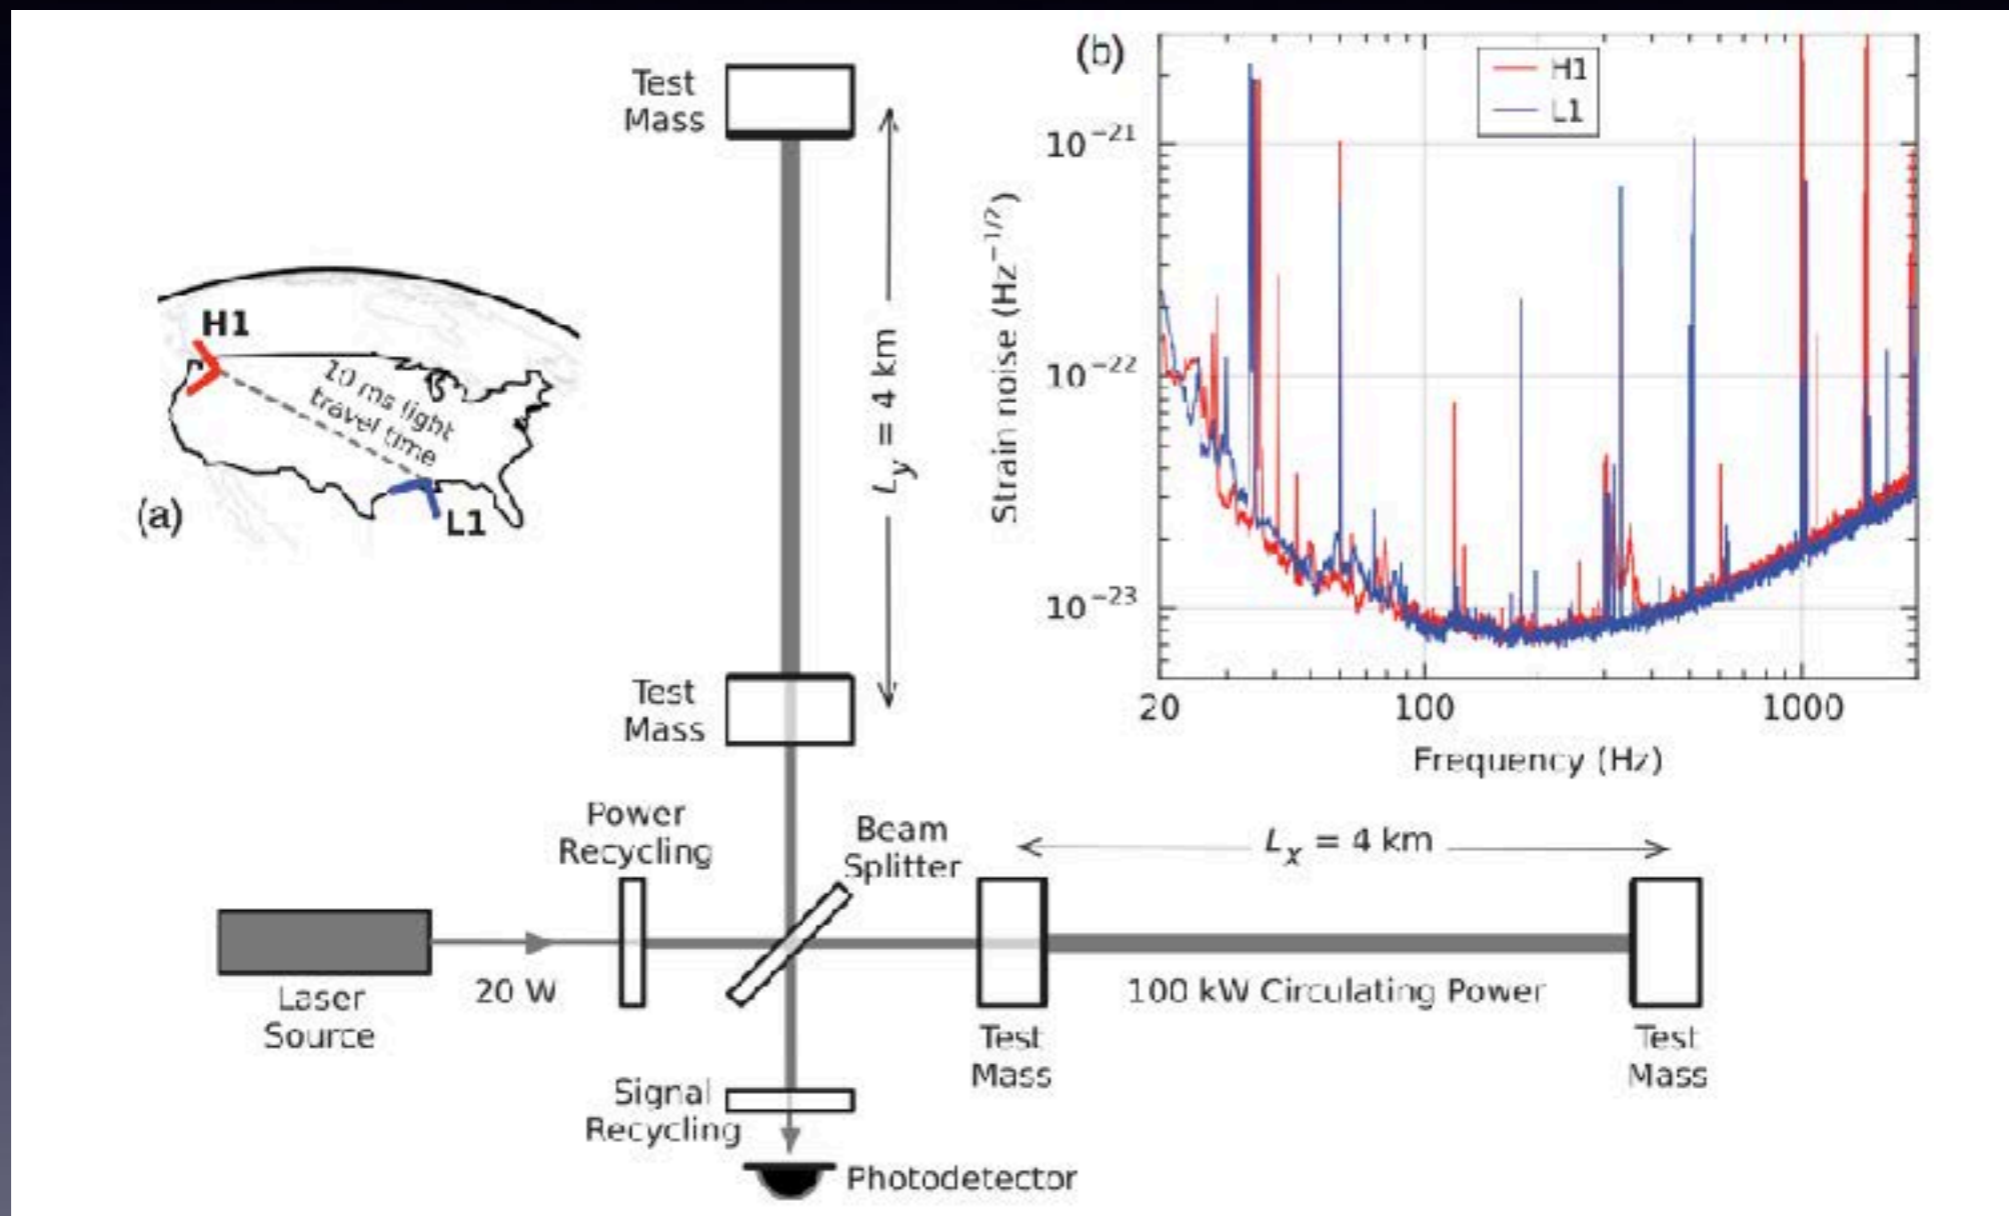 Test
Mass
(b)
H1
L1
10⁻²¹
10⁻²²
10⁻²³
Strain noise (Hz⁻¹/²)
20
100
1000
Frequency (Hz)
H1
10 ms light
travel time
L1
(a)
Ly = 4 km
Test
Mass
Power
Recycling
Beam
Splitter
Lx = 4 km
Laser
Source
20 W
100 kW Circulating Power
Test
Mass
Test
Mass
Signal
Recycling
Photodetector